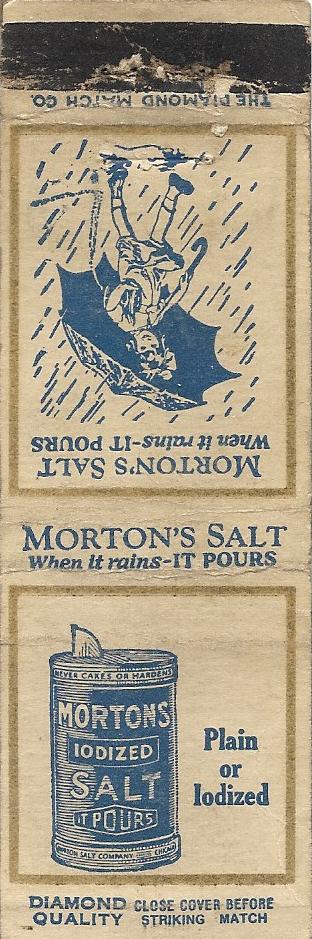 THE DIAMOND MATCH CO.
MORTON'S SALT
When it rains-IT POURS
MORTON'S SALT
When it rains-IT POURS
NEVER CAKES OR HARDENS
MORTON'S
IODIZED
SALT
IT POURS
MORTON SALT COMPANY CHICAGO
Plain
or
Iodized
DIAMOND CLOSE COVER BEFORE
QUALITY STRIKING MATCH